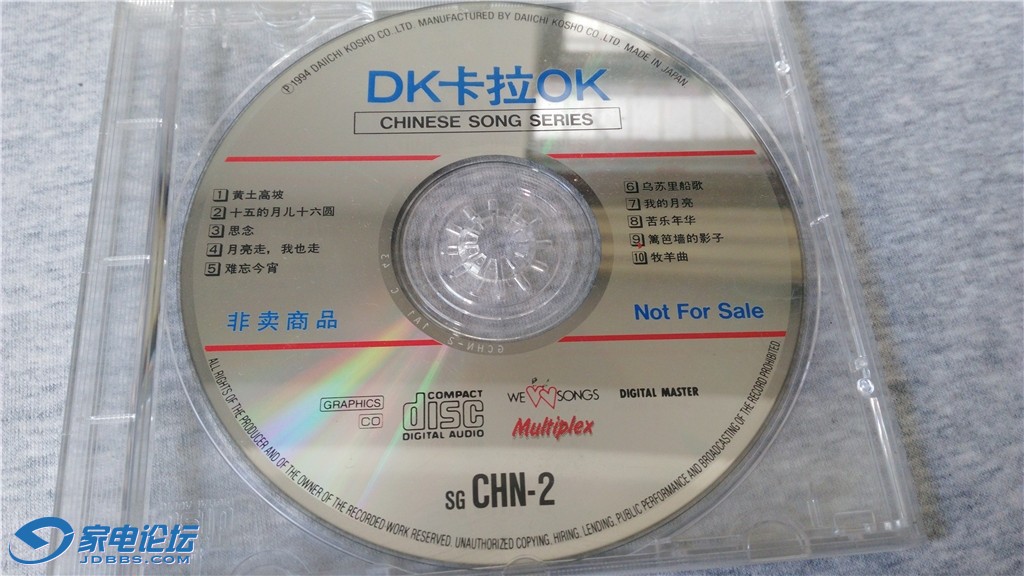 Ⓟ1994 DAIICHI KOSHO CO.,LTD. MANUFACTURED BY DAIICHI KOSHO CO.,LTD. MADE IN JAPAN
DK卡拉OK
CHINESE SONG SERIES
1 黄土高坡
2 十五的月儿十六圆
3 思念
4 月亮走，我也走
5 难忘今宵
6 乌苏里船歌
7 我的月亮
8 苦乐年华
9 篱笆墙的影子
10 牧羊曲
非卖商品
Not For Sale
GRAPHICS
CD
COMPACT
disc
DIGITAL AUDIO
WE SONGS
Multiplex
DIGITAL MASTER
SG CHN-2
ALL RIGHTS OF THE PRODUCER AND OF THE OWNER OF THE RECORDED WORK RESERVED. UNAUTHORIZED COPYING, HIRING, LENDING, PUBLIC PERFORMANCE AND BROADCASTING OF THE RECORD PROHIBITED
家电论坛
JDBBS.COM